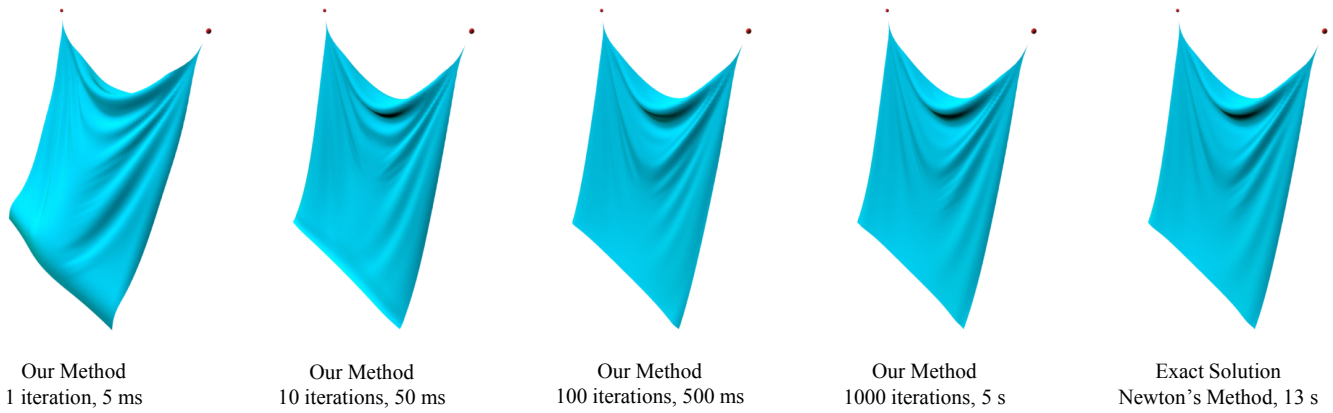 Our Method
1 iteration, 5 ms
Our Method
10 iterations, 50 ms
Our Method
100 iterations, 500 ms
Our Method
1000 iterations, 5 s
Exact Solution
Newton’s Method, 13 s